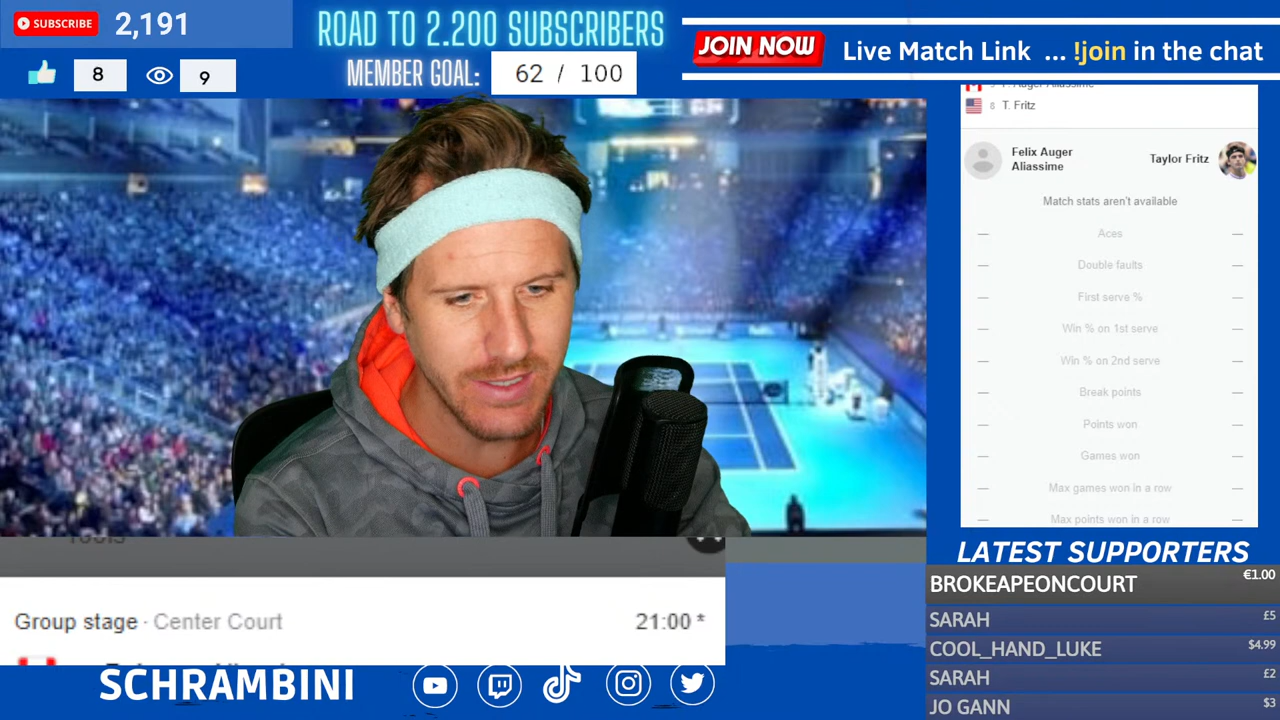 SUBSCRIBE 2,191
8 9
ROAD TO 2.200 SUBSCRIBERS
MEMBER GOAL: 62 / 100
JOIN NOW Live Match Link ... !join in the chat
8 T. Fritz
Felix Auger
Aliassime
Taylor Fritz
Match stats aren't available
— Aces —
— Double faults —
— First serve % —
— Win % on 1st serve —
— Win % on 2nd serve —
— Break points —
— Points won —
— Games won —
— Max games won in a row —
— Max points won in a row —
Group stage · Center Court 21:00 *
SCHRAMBINI
LATEST SUPPORTERS
BROKEAPEONCOURT €1.00
SARAH £5
COOL_HAND_LUKE $4.99
SARAH £2
JO GANN $3